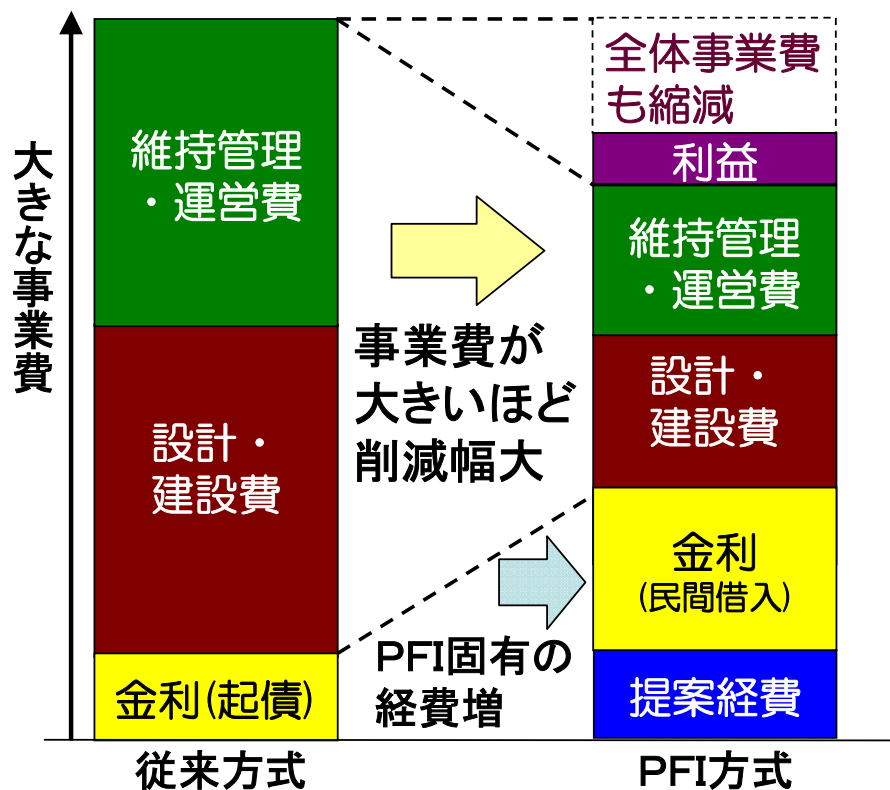 大きな事業費
維持管理
・運営費
設計・
建設費
金利(起債)
従来方式
事業費が
大きいほど
削減幅大
PFI固有の
経費増
全体事業費
も縮減
利益
維持管理
・運営費
設計・
建設費
金利
(民間借入)
提案経費
PFI方式